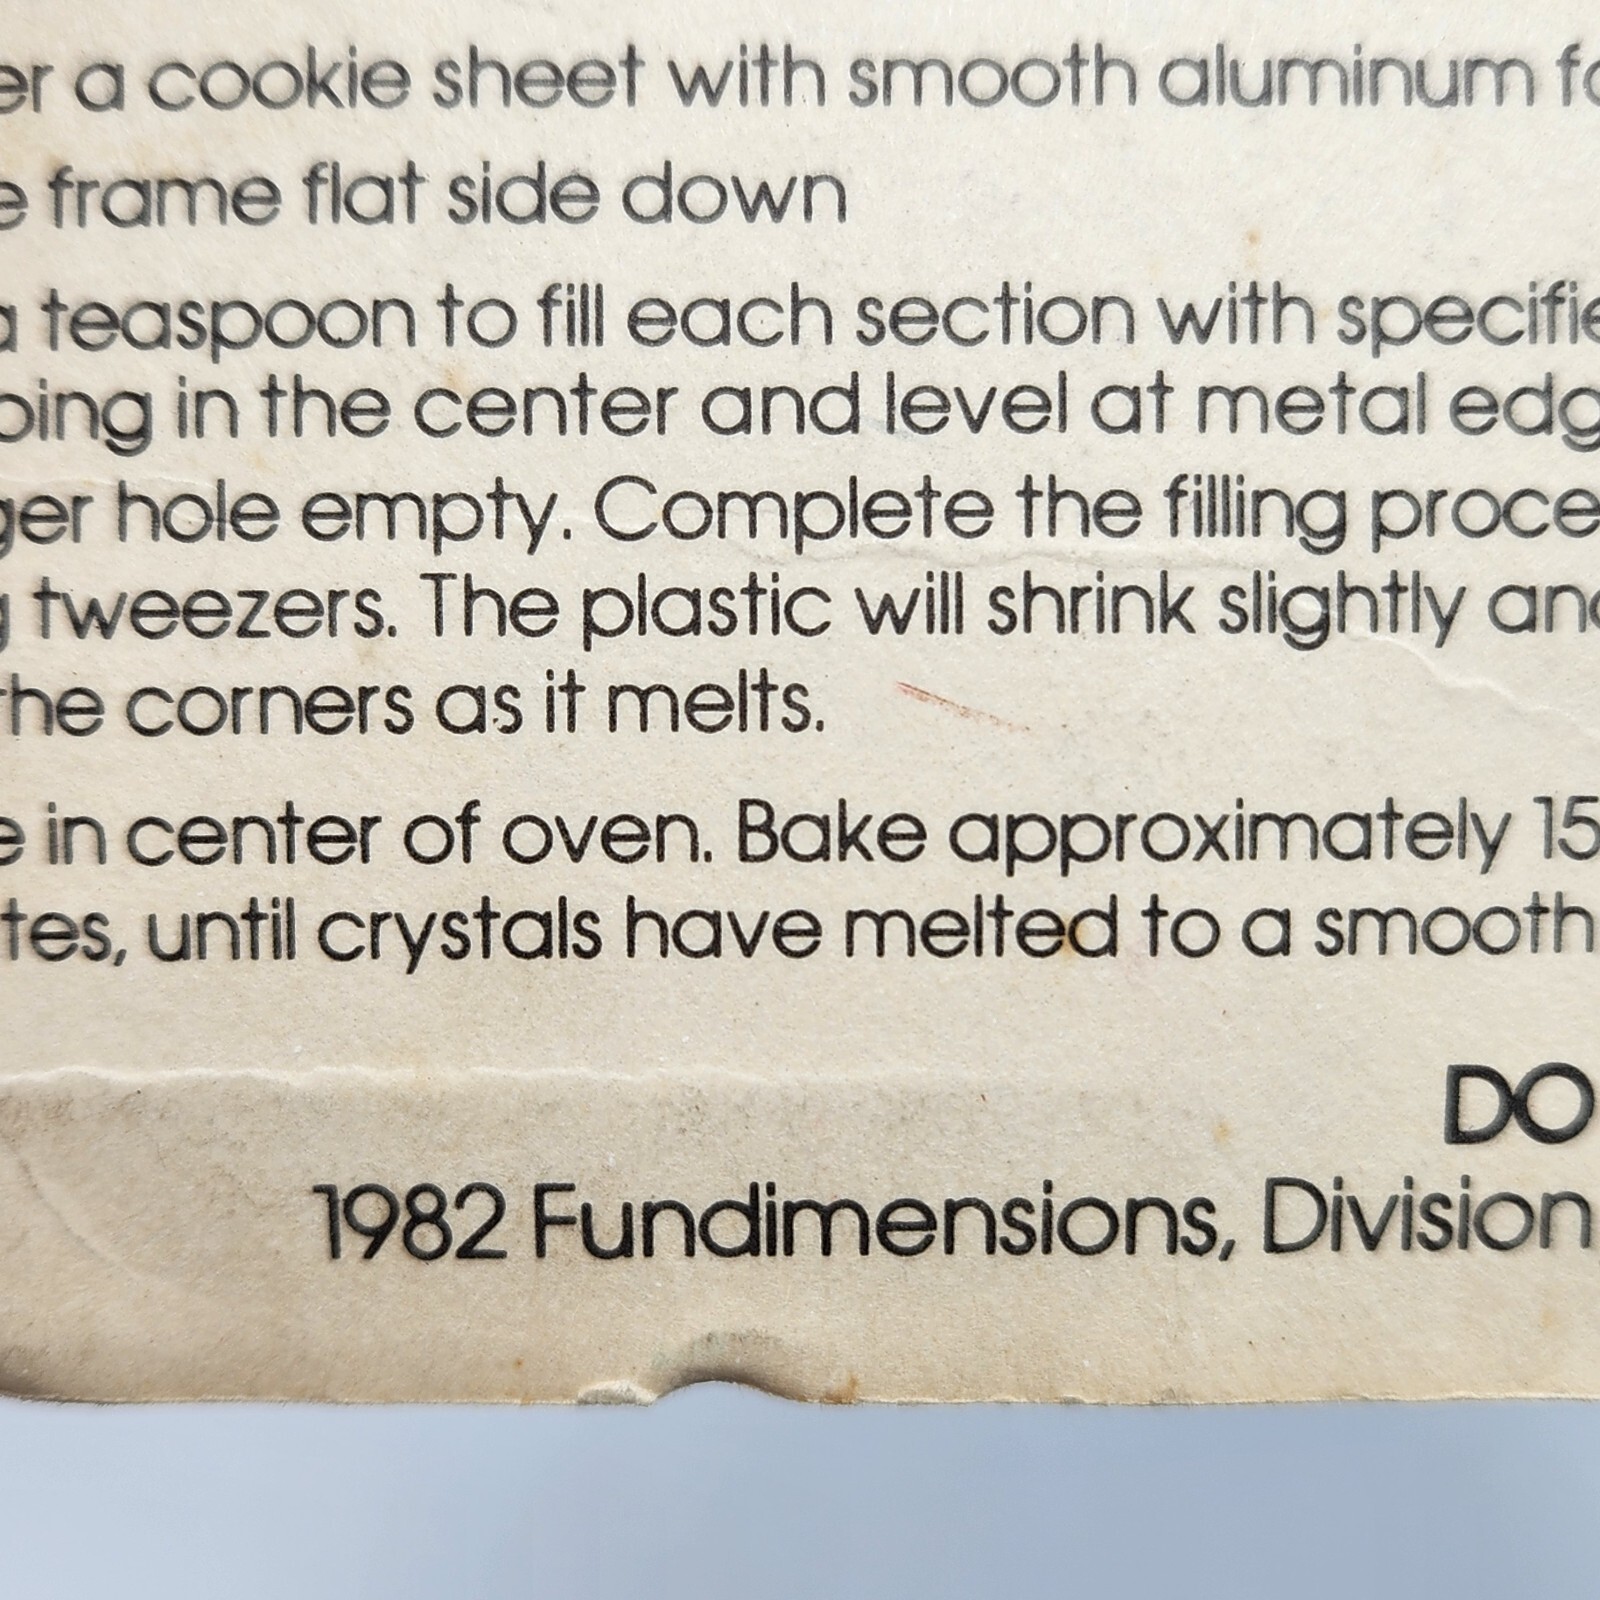 er a cookie sheet with smooth aluminum fo
e frame flat side down
a teaspoon to fill each section with specifie
ping in the center and level at metal edg
ger hole empty. Complete the filling proce
g tweezers. The plastic will shrink slightly and
the corners as it melts.
e in center of oven. Bake approximately 15
tes, until crystals have melted to a smooth
DO
1982 Fundimensions, Division